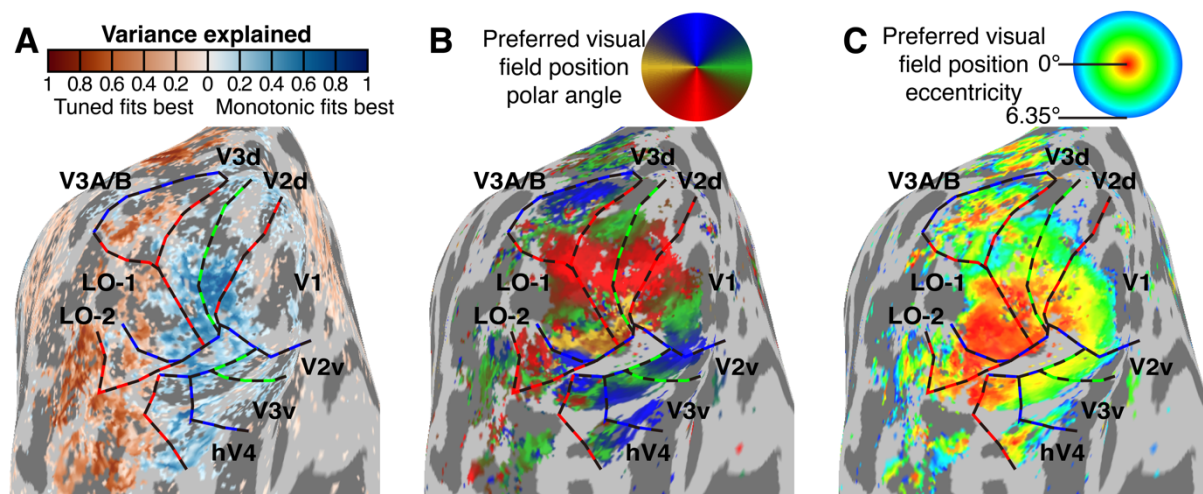 A
Variance explained
1 0.8 0.6 0.4 0.2 0 0.2 0.4 0.6 0.8 1
Tuned fits best Monotonic fits best
V3d
V3A/B
V2d
LO-1
V1
LO-2
V2v
V3v
hV4
B
Preferred visual
field position
polar angle
V3d
V3A/B
V2d
LO-1
V1
LO-2
V2v
V3v
hV4
C
Preferred visual
field position
eccentricity
0°
6.35°
V3d
V3A/B
V2d
LO-1
V1
LO-2
V2v
V3v
hV4